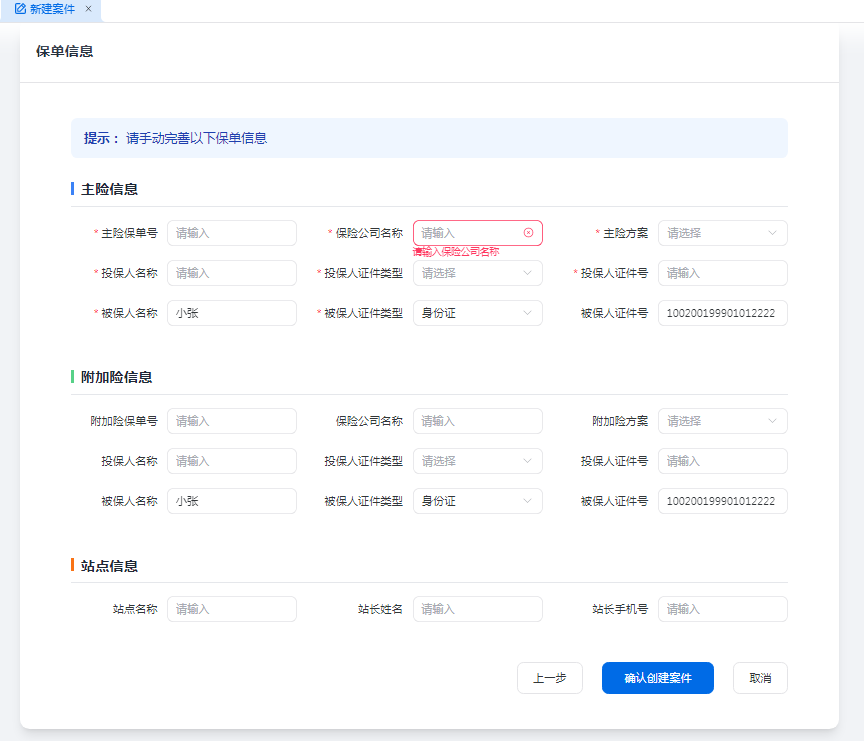 新建案件 ×
保单信息
提示： 请手动完善以下保单信息
主险信息
* 主险保单号 请输入 * 保险公司名称 请输入 * 主险方案 请选择
请输入保险公司名称
* 投保人名称 请输入 * 投保人证件类型 请选择 * 投保人证件号 请输入
* 被保人名称 小张 * 被保人证件类型 身份证 被保人证件号 100200199901012222
附加险信息
附加险保单号 请输入 保险公司名称 请输入 附加险方案 请选择
投保人名称 请输入 投保人证件类型 请选择 投保人证件号 请输入
被保人名称 小张 被保人证件类型 身份证 被保人证件号 100200199901012222
站点信息
站点名称 请输入 站长姓名 请输入 站长手机号 请输入
上一步 确认创建案件 取消